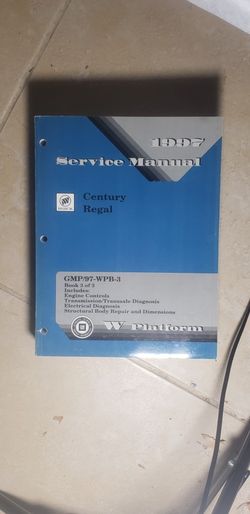 1997
Service Manual
Century
Regal
GMP/97-WPB-3
Book 3 of 3
Includes:
Engine Controls
Transmission/Transaxle Diagnosis
Electrical Diagnosis
Structural Body Repair and Dimensions
W Platform